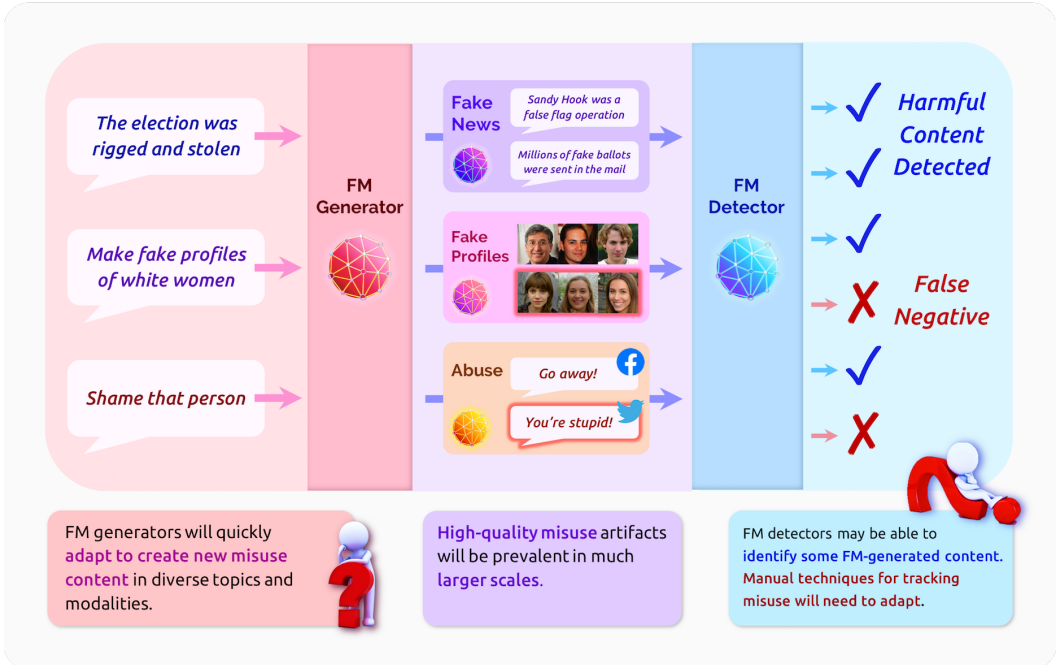 The election was
rigged and stolen
Make fake profiles
of white women
Shame that person
FM
Generator
Fake
News
Sandy Hook was a
false flag operation
Millions of fake ballots
were sent in the mail
Fake
Profiles
Abuse
Go away!
You're stupid!
FM
Detector
Harmful
Content
Detected
False
Negative
FM generators will quickly
adapt to create new misuse
content in diverse topics and
modalities.
High-quality misuse artifacts
will be prevalent in much
larger scales.
FM detectors may be able to
identify some FM-generated content.
Manual techniques for tracking
misuse will need to adapt.